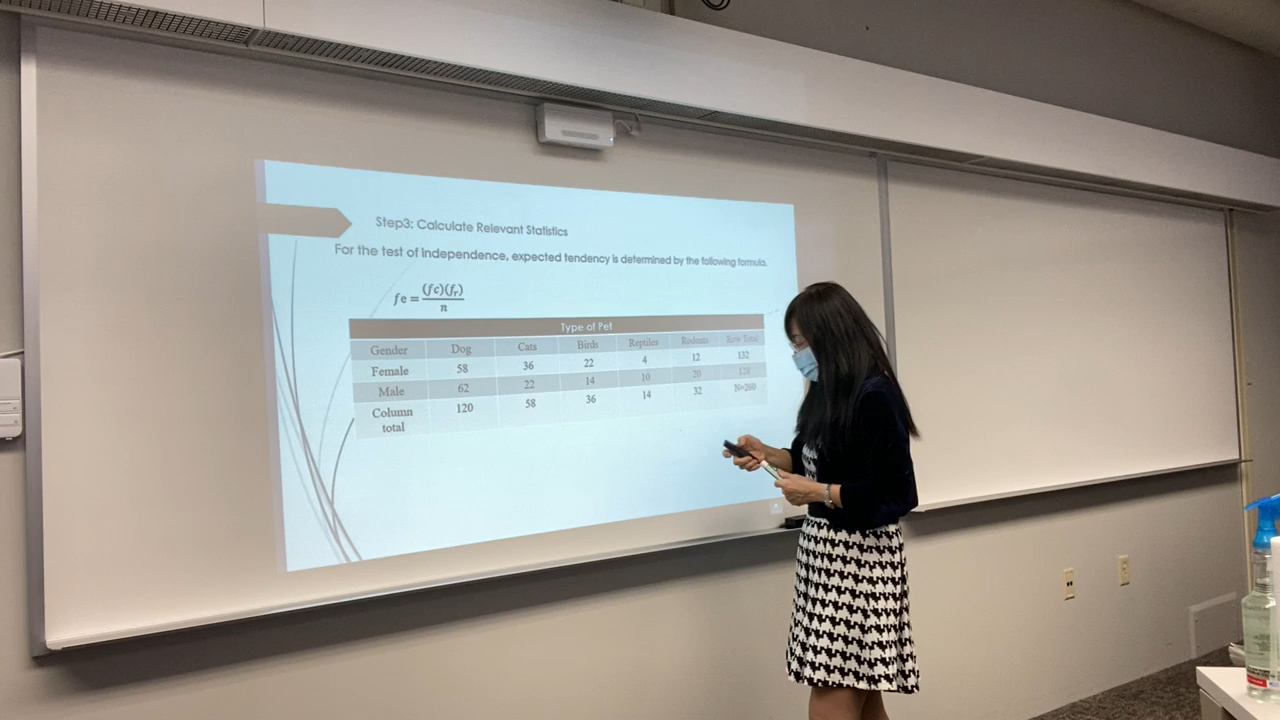 Step3: Calculate Relevant Statistics
For the test of independence, expected tendency is determined by the following formula.
fe = (fc)(fr) / n
Type of Pet
Gender Dog Cats Birds Reptiles Rodents Row Total
Female 58 36 22 4 12 132
Male 62 22 14 10 20 128
Column total 120 58 36 14 32 N=260